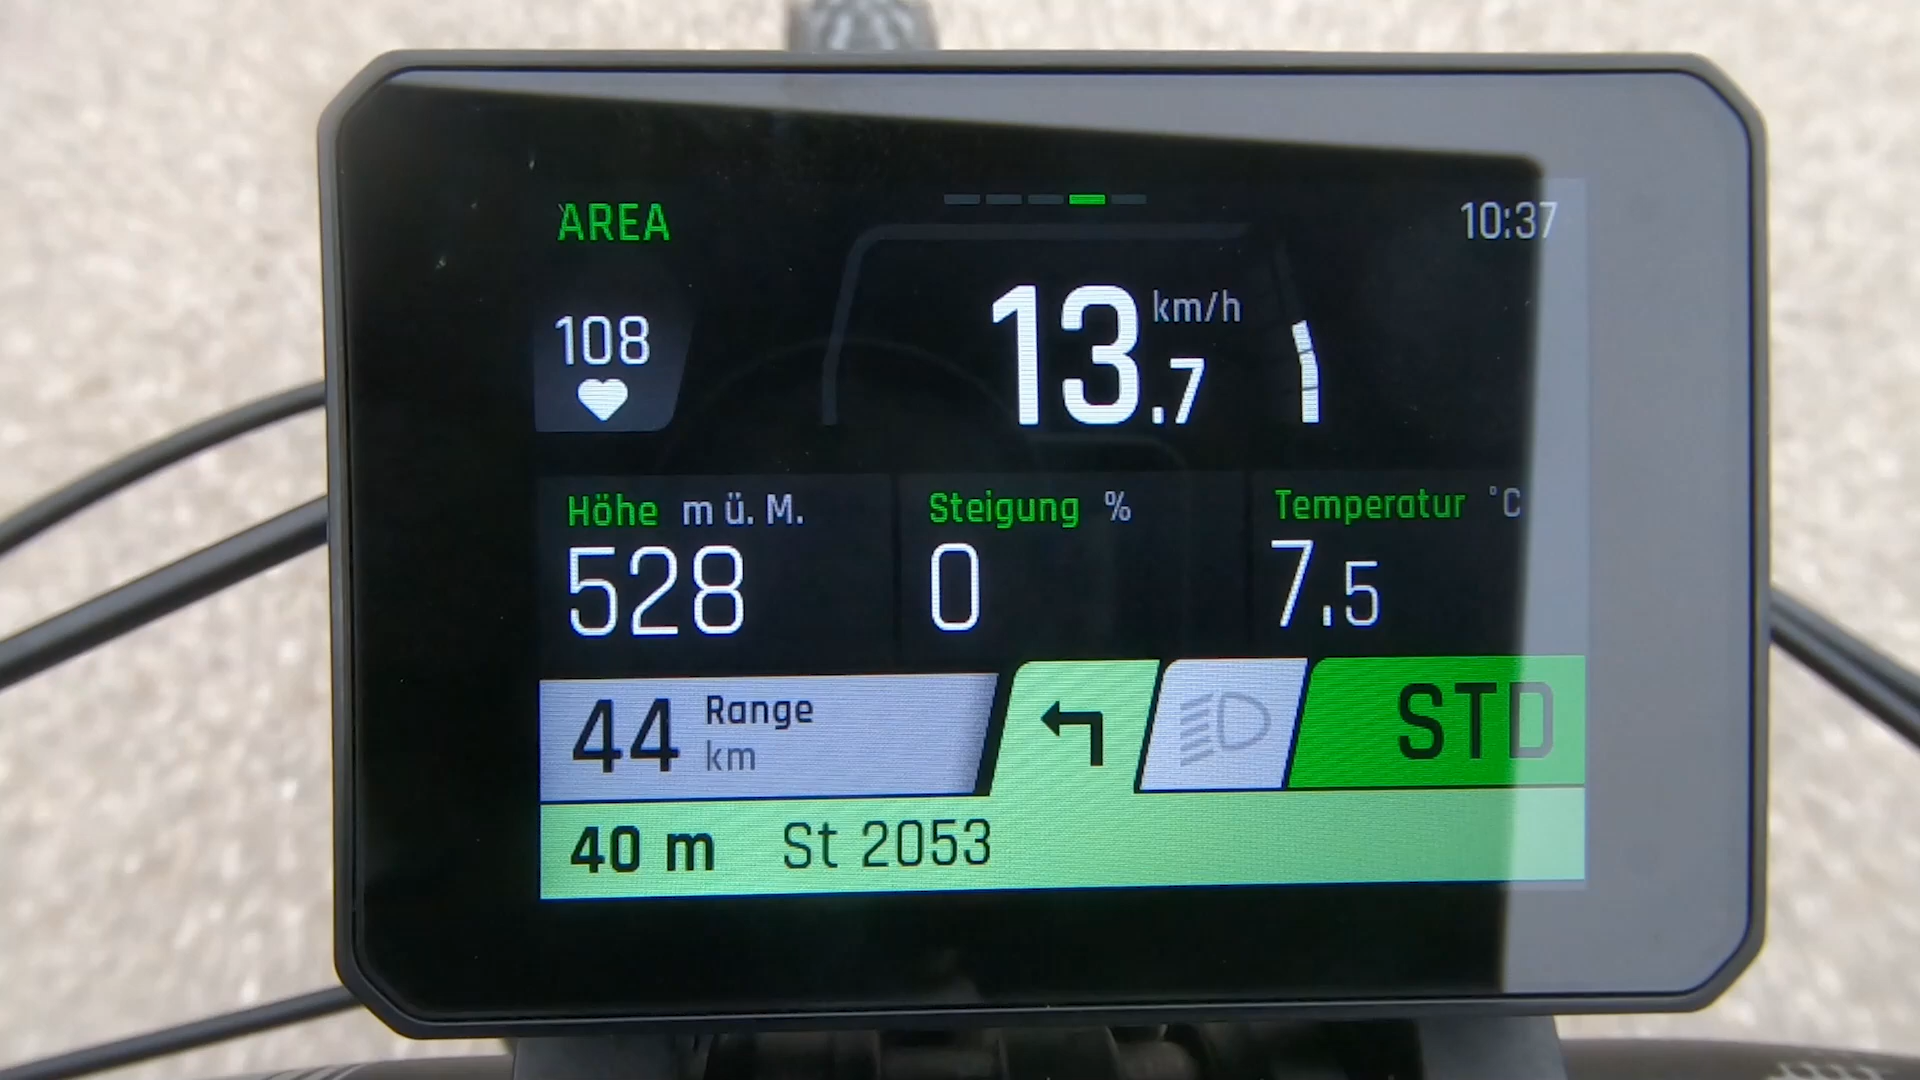 AREA
10:37
108
13.7 km/h
Höhe m ü. M.
528
Steigung %
0
Temperatur °C
7.5
44 Range km
STD
40 m St 2053